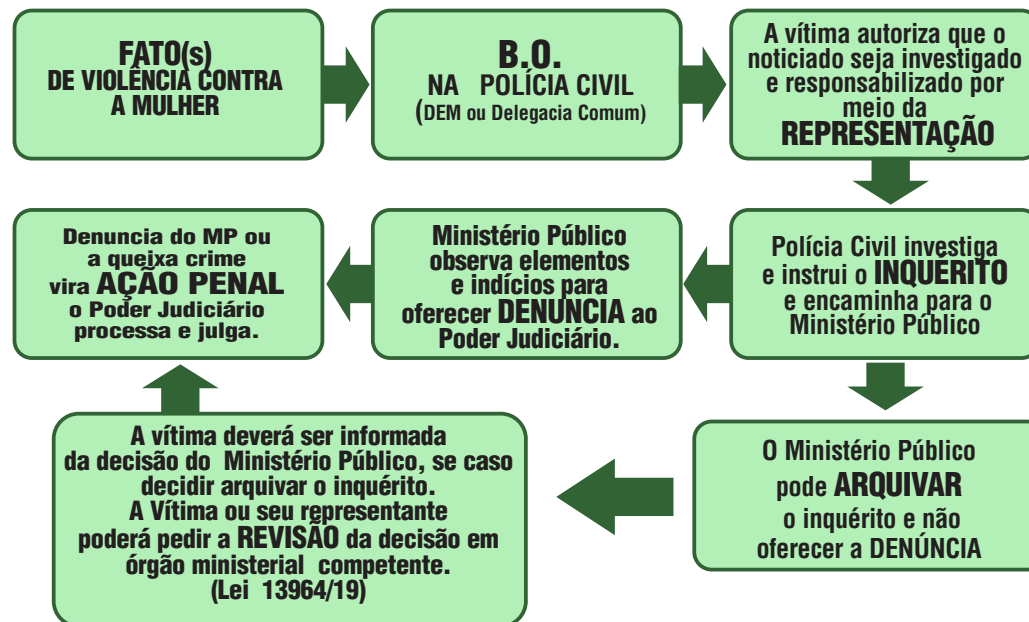 FATO(s)
DE VIOLÊNCIA CONTRA
A MULHER
B.O.
NA POLÍCIA CIVIL
(DEM ou Delegacia Comum)
A vítima autoriza que o
noticiado seja investigado
e responsabilizado por
meio da
REPRESENTAÇÃO
Polícia Civil investiga
e instrui o INQUÉRITO
e encaminha para o
Ministério Público
Ministério Público
observa elementos
e indícios para
oferecer DENUNCIA ao
Poder Judiciário.
Denuncia do MP ou
a queixa crime
vira AÇÃO PENAL
o Poder Judiciário
processa e julga.
O Ministério Público
pode ARQUIVAR
o inquérito e não
oferecer a DENÚNCIA
A vítima deverá ser informada
da decisão do Ministério Público, se caso
decidir arquivar o inquérito.
A Vítima ou seu representante
poderá pedir a REVISÃO da decisão em
órgão ministerial competente.
(Lei 13964/19)